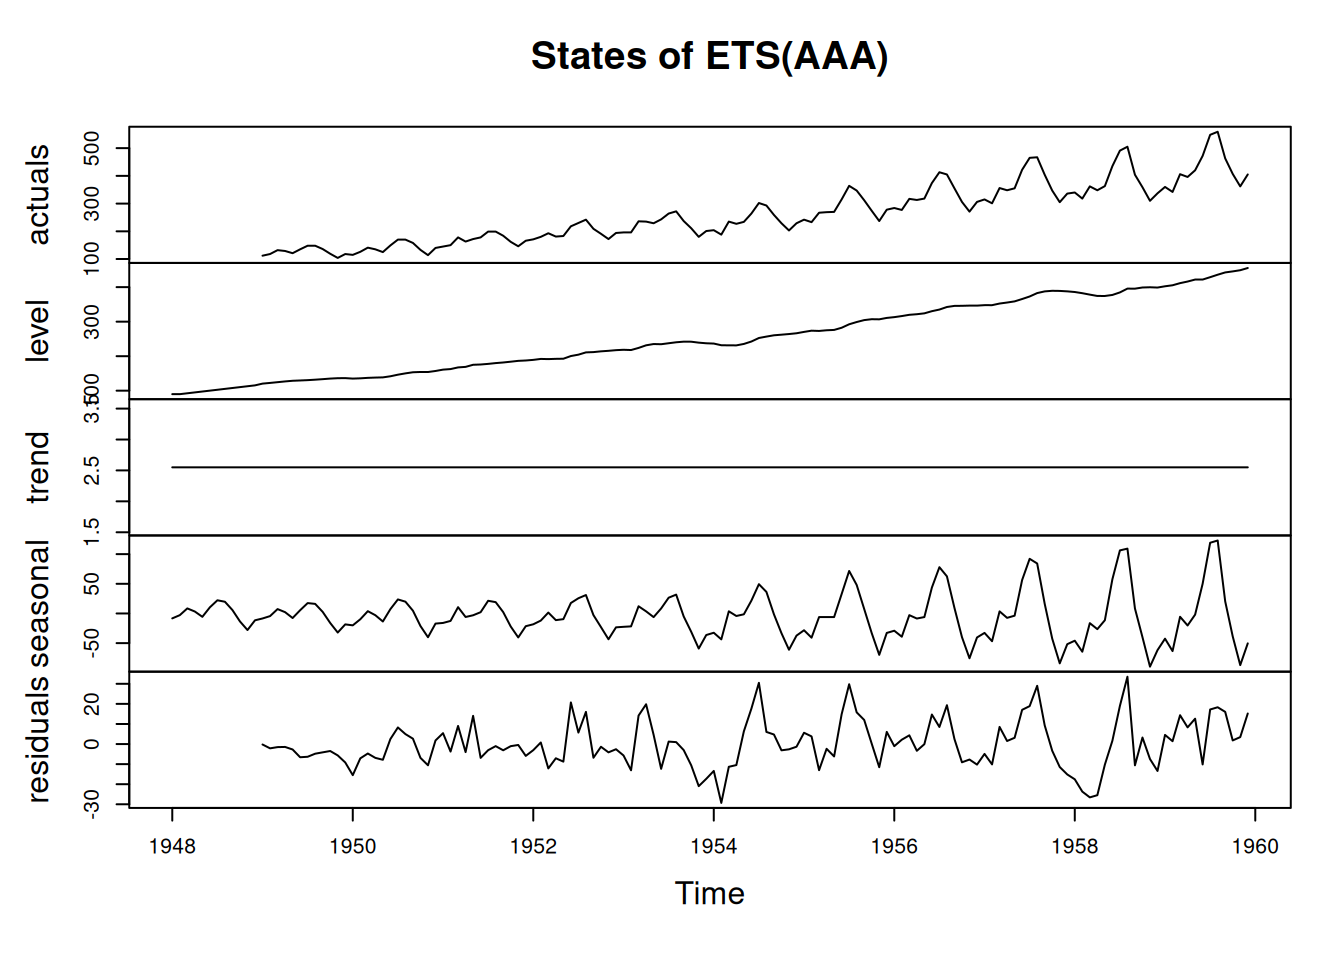 States of ETS(AAA)
actuals
100 300 500
level
100 300
trend
1.5 2.5 3.5
seasonal
-50 50
residuals
-30 0 20
1948 1950 1952 1954 1956 1958 1960
Time